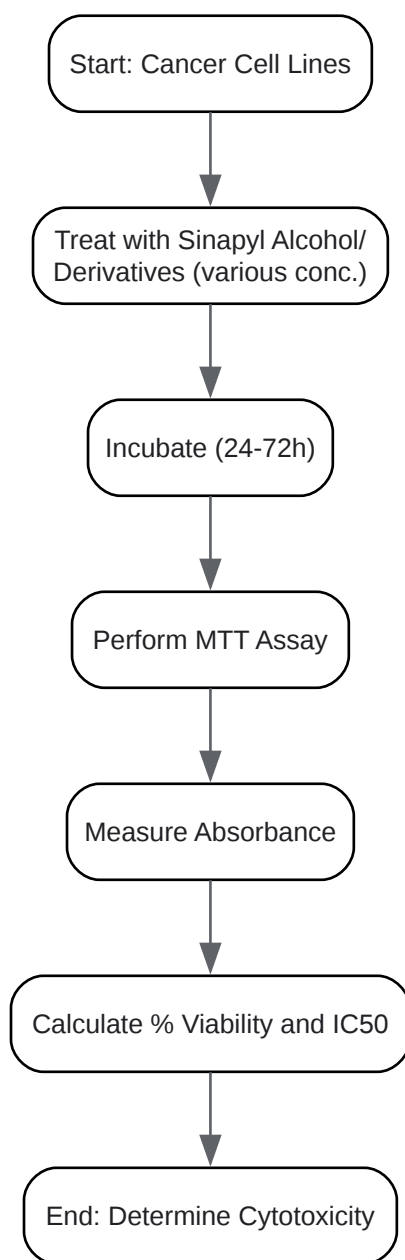 Start: Cancer Cell Lines
Treat with Sinapyl Alcohol/
Derivatives (various conc.)
Incubate (24-72h)
Perform MTT Assay
Measure Absorbance
Calculate % Viability and IC50
End: Determine Cytotoxicity